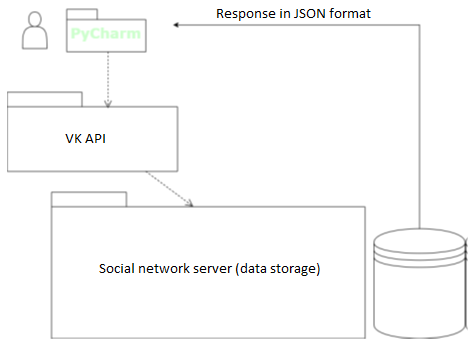 Response in JSON format
PyCharm
VK API
Social network server (data storage)